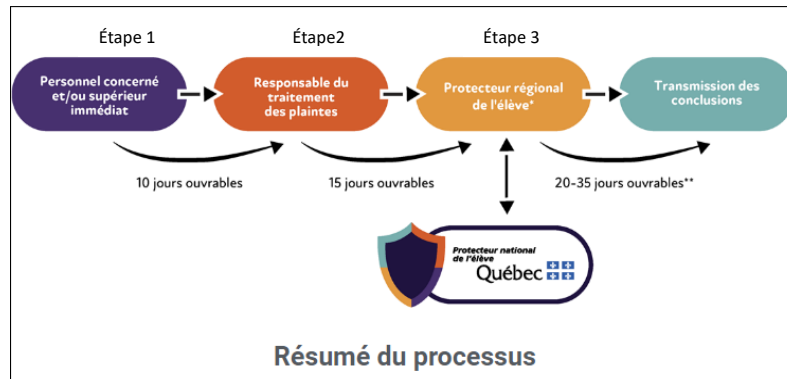 Étape 1
Étape2
Étape 3
Personnel concerné
et/ou supérieur
immédiat
Responsable du
traitement
des plaintes
Protecteur régional
de l'élève*
Transmission des
conclusions
10 jours ouvrables
15 jours ouvrables
20-35 jours ouvrables**
Protecteur national
de l'élève
Québec
Résumé du processus